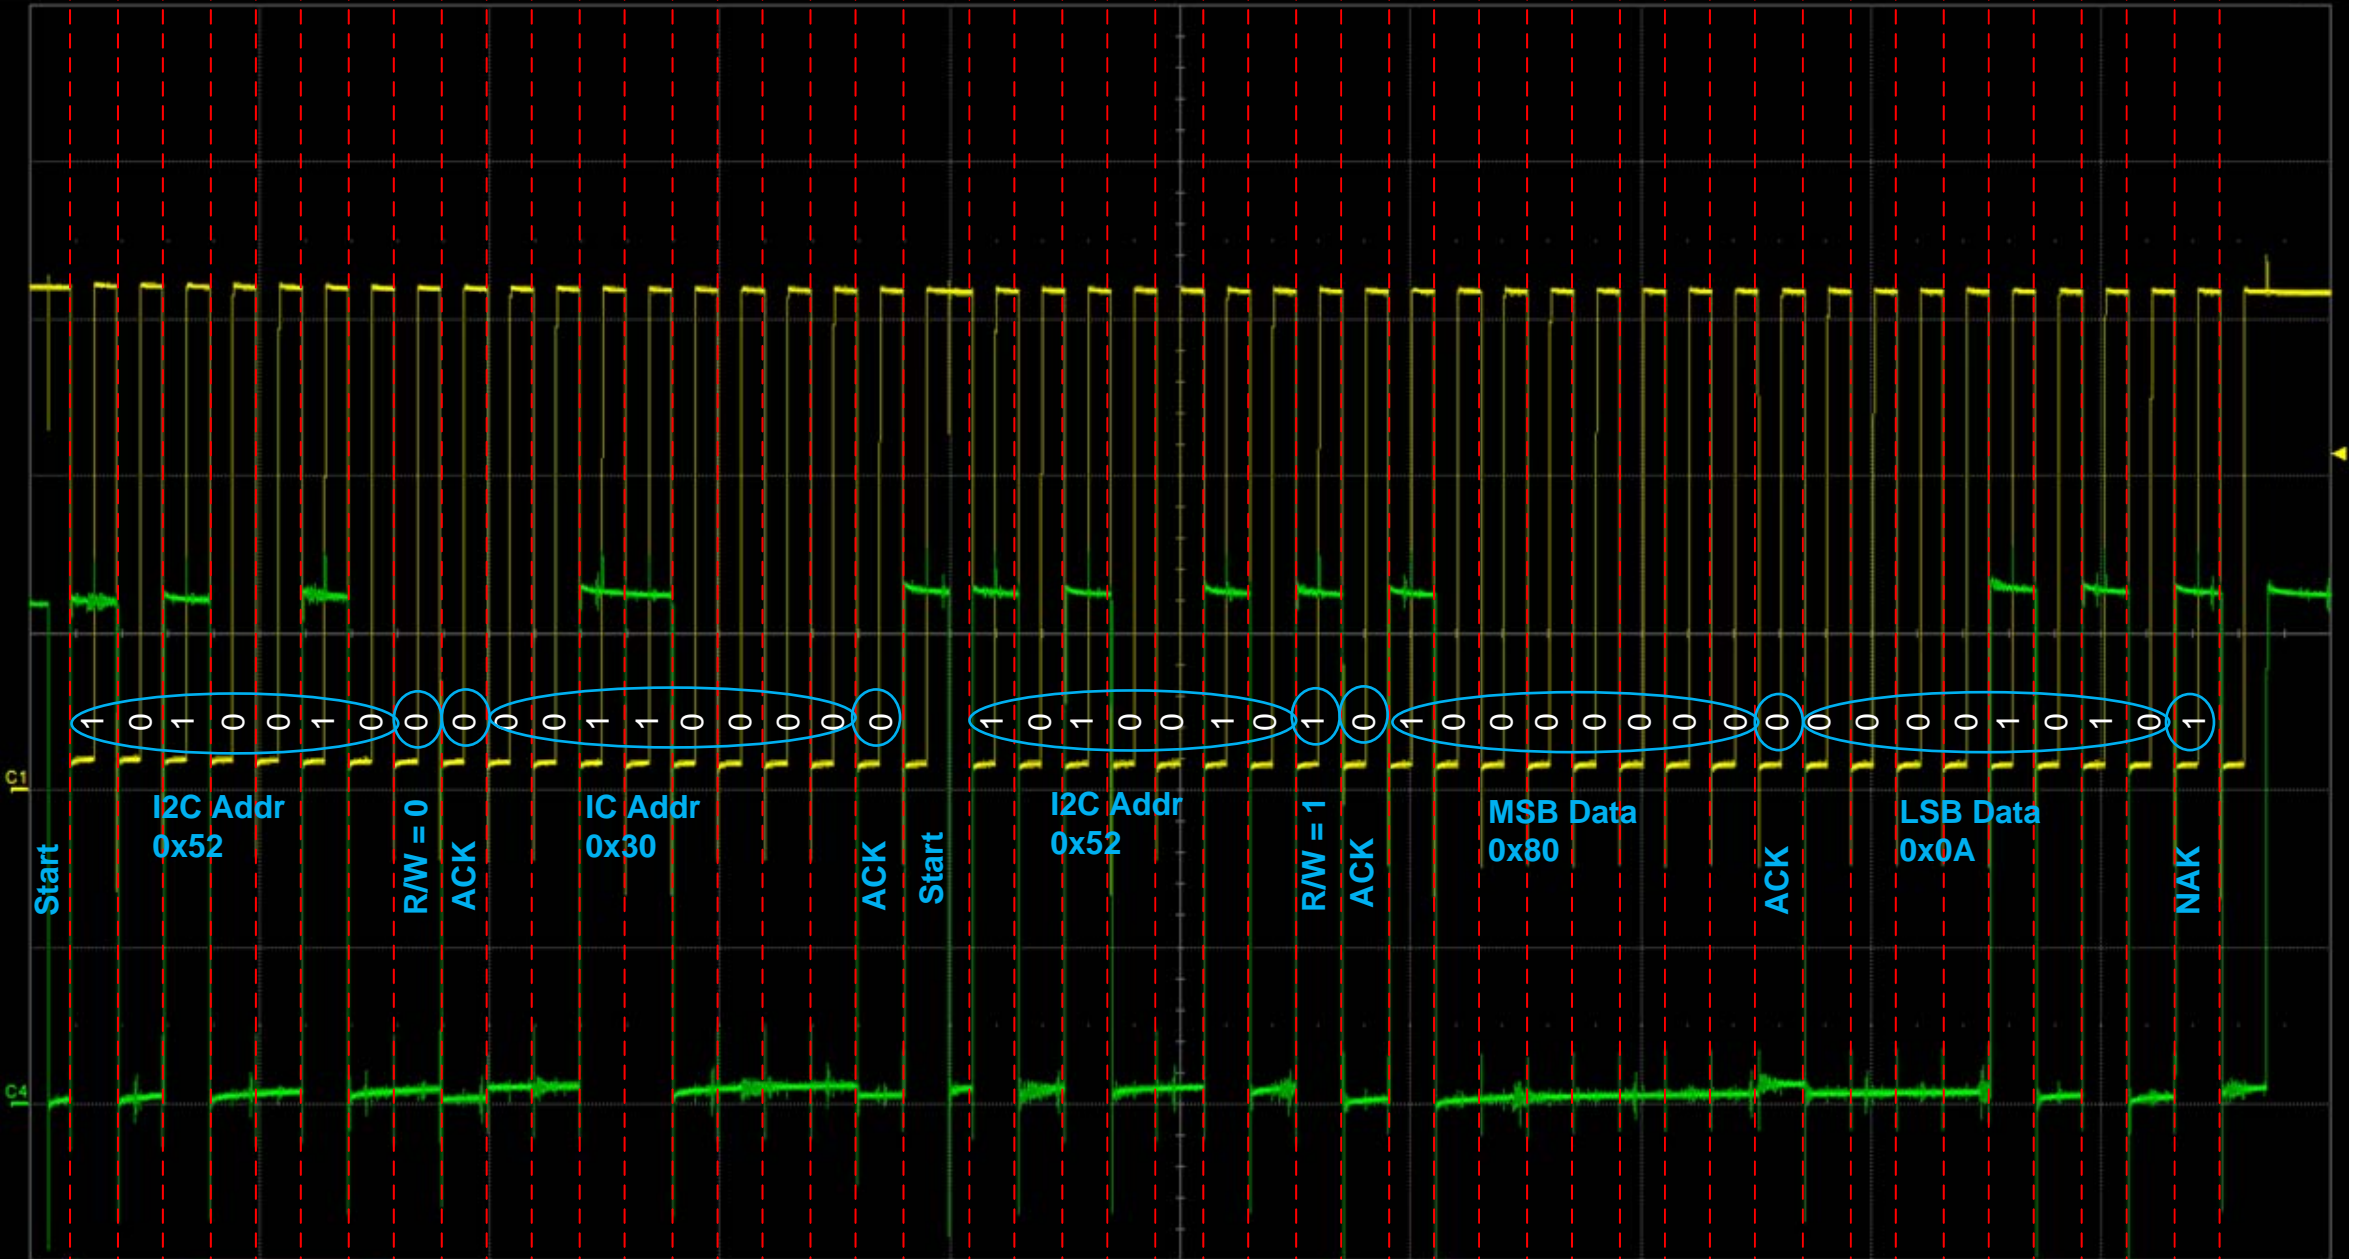 1 0 1 0 0 1 0 0 0 0 0 1 1 0 0 0 0 0 1 0 1 0 0 1 0 1 0 1 0 0 0 0 0 0 0 0 0 0 0 0 1 0 1 0 1
C1
I2C Addr
0x52
R/W = 0
ACK
IC Addr
0x30
ACK
Start
Start
I2C Addr
0x52
R/W = 1
ACK
MSB Data
0x80
ACK
LSB Data
0x0A
NAK
C4